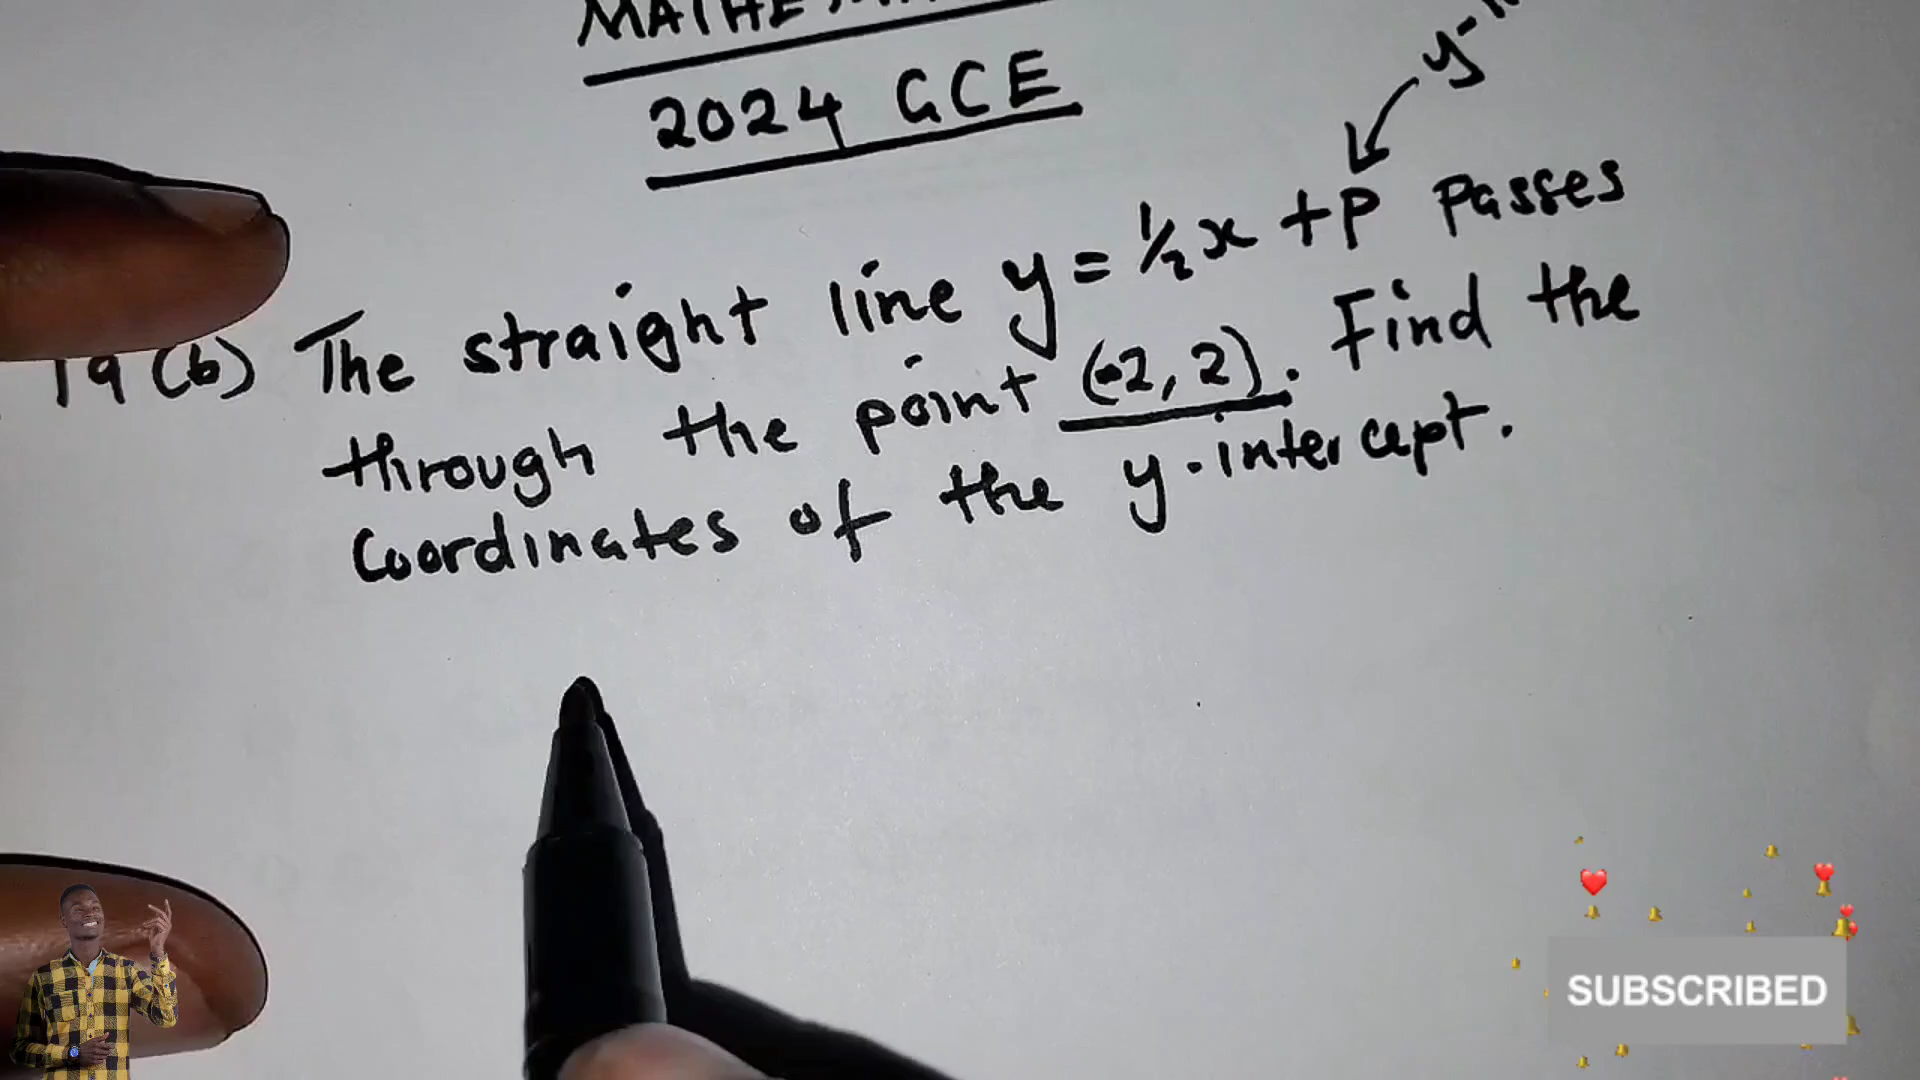 2024 GCE
19 (b) The straight line y = ½x + P passes
through the point (-2, 2). Find the
Coordinates of the y-intercept.
SUBSCRIBED